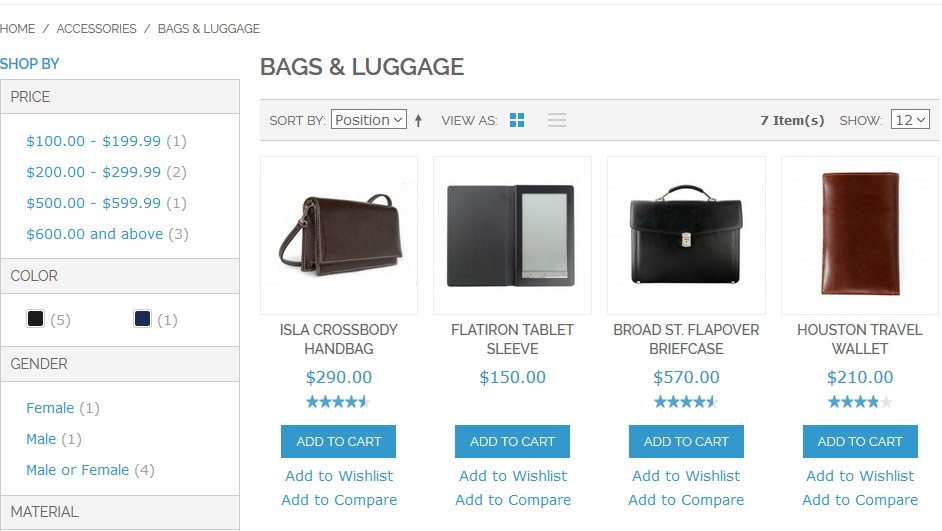 HOME / ACCESSORIES / BAGS & LUGGAGE
SHOP BY
PRICE
$100.00 - $199.99 (1)
$200.00 - $299.99 (2)
$500.00 - $599.99 (1)
$600.00 and above (3)
COLOR
(5) (1)
GENDER
Female (1)
Male (1)
Male or Female (4)
MATERIAL
BAGS & LUGGAGE
SORT BY: Position VIEW AS: 7 Item(s) SHOW: 12
ISLA CROSSBODY
HANDBAG
$290.00
ADD TO CART
Add to Wishlist
Add to Compare
FLATIRON TABLET
SLEEVE
$150.00
ADD TO CART
Add to Wishlist
Add to Compare
BROAD ST. FLAPOVER
BRIEFCASE
$570.00
ADD TO CART
Add to Wishlist
Add to Compare
HOUSTON TRAVEL
WALLET
$210.00
ADD TO CART
Add to Wishlist
Add to Compare